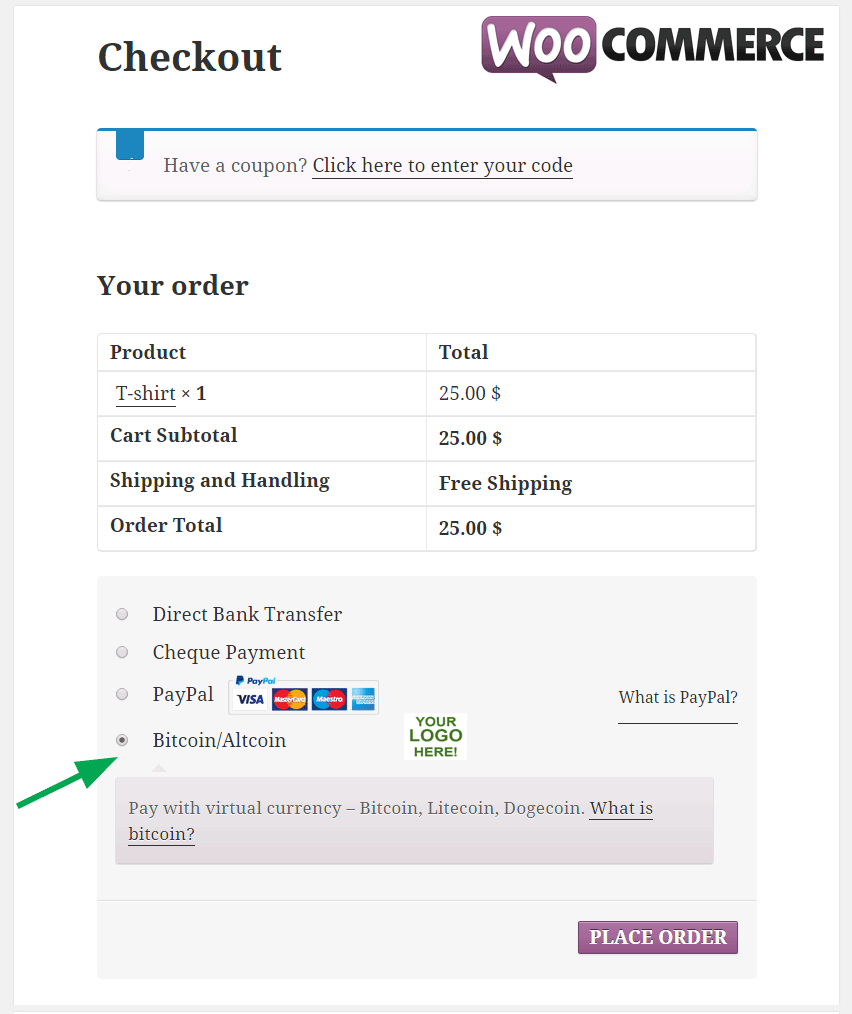 Checkout
WOO COMMERCE
Have a coupon? Click here to enter your code
Your order
Product Total
T-shirt × 1 25.00 $
Cart Subtotal 25.00 $
Shipping and Handling Free Shipping
Order Total 25.00 $
Direct Bank Transfer
Cheque Payment
PayPal PayPal VISA MasterCard Maestro What is PayPal?
Bitcoin/Altcoin
YOUR
LOGO
HERE!
Pay with virtual currency – Bitcoin, Litecoin, Dogecoin. What is
bitcoin?
PLACE ORDER